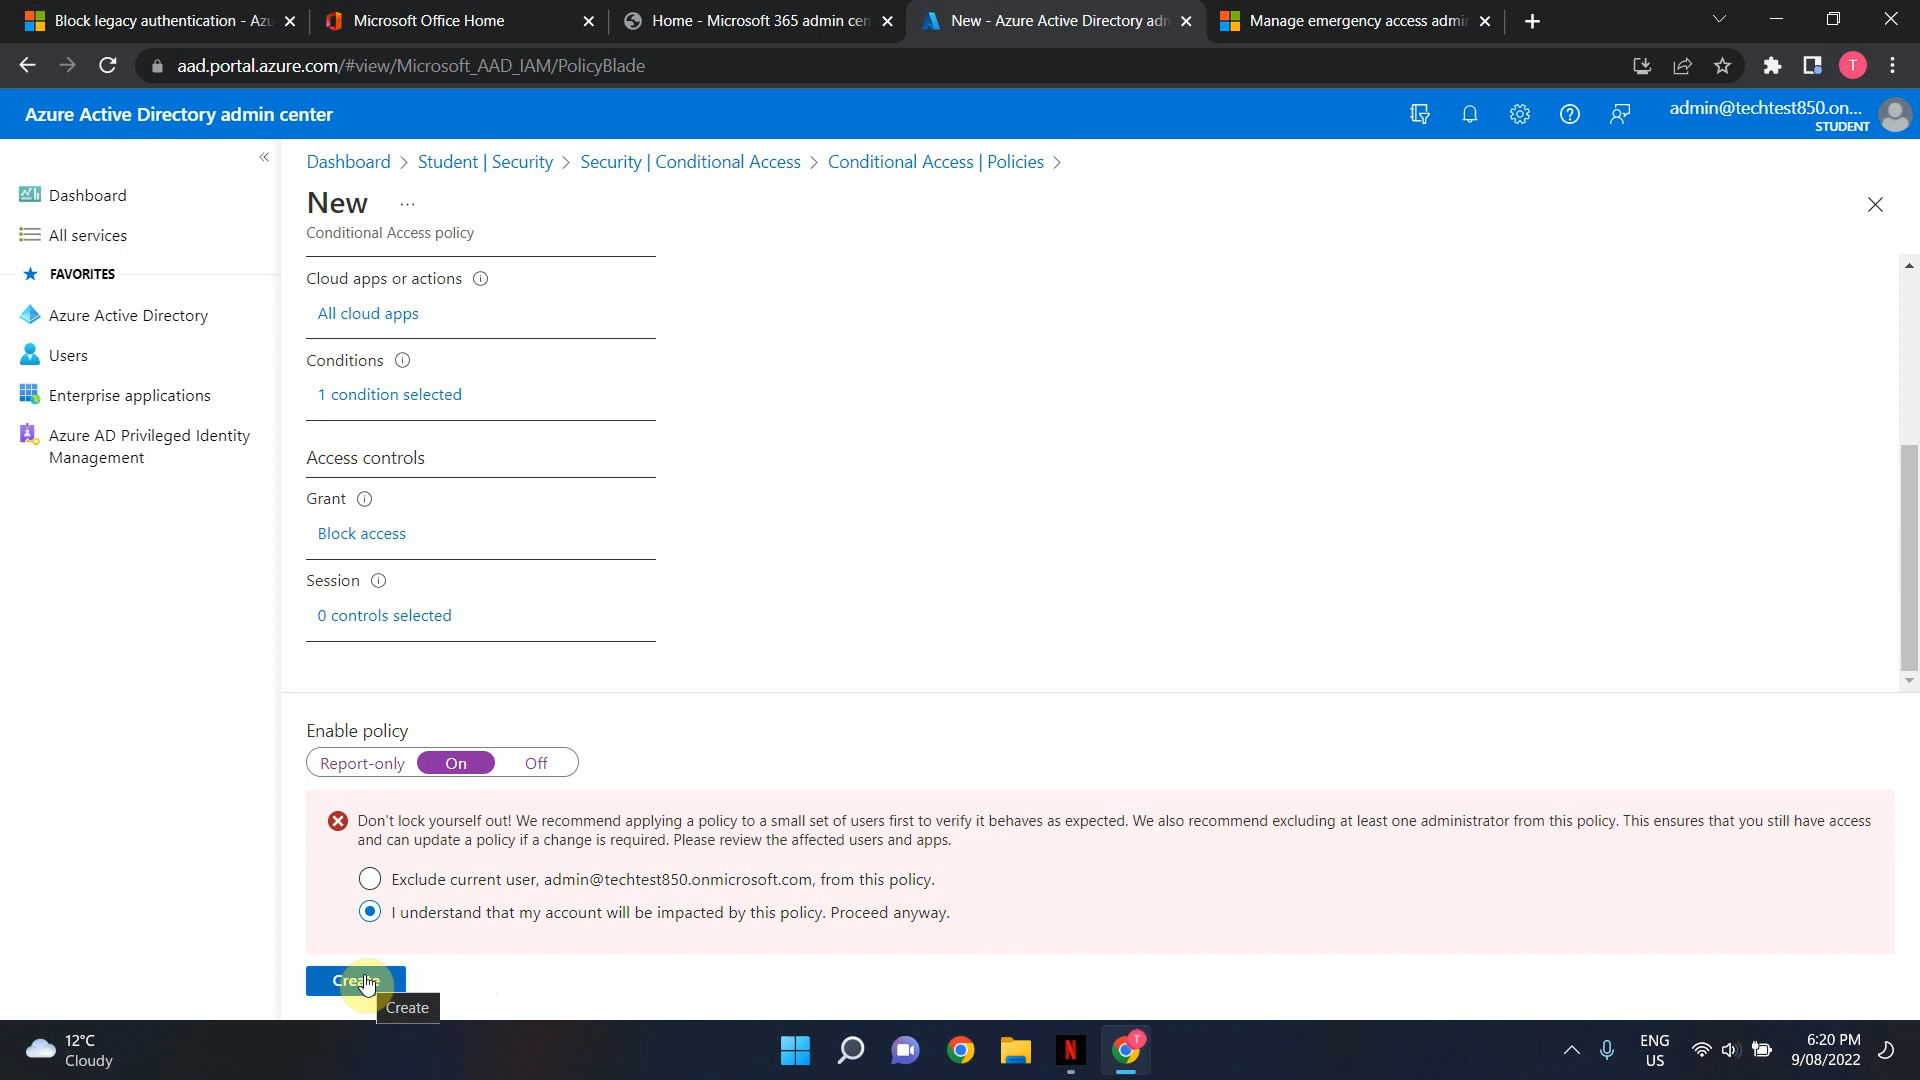 Block legacy authentication - Azu
Microsoft Office Home
Home - Microsoft 365 admin cen
New - Azure Active Directory adm
Manage emergency access admin
aad.portal.azure.com/#view/Microsoft_AAD_IAM/PolicyBlade
T
Azure Active Directory admin center
admin@techtest850.on...
STUDENT
Dashboard > Student | Security > Security | Conditional Access > Conditional Access | Policies >
Dashboard
All services
FAVORITES
Azure Active Directory
Users
Enterprise applications
Azure AD Privileged Identity
Management
New ...
Conditional Access policy
Cloud apps or actions
All cloud apps
Conditions
1 condition selected
Access controls
Grant
Block access
Session
0 controls selected
Enable policy
Report-only On Off
Don't lock yourself out! We recommend applying a policy to a small set of users first to verify it behaves as expected. We also recommend excluding at least one administrator from this policy. This ensures that you still have access
and can update a policy if a change is required. Please review the affected users and apps.
Exclude current user, admin@techtest850.onmicrosoft.com, from this policy.
I understand that my account will be impacted by this policy. Proceed anyway.
Create
Create
12°C
Cloudy
N
T
ENG
US
6:20 PM
9/08/2022